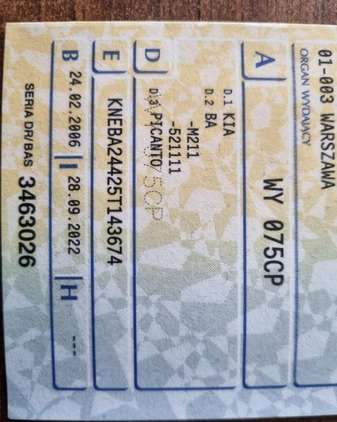 01-003 WARSZAWA
ORGAN WYDAJĄCY
A WY 075CP
D.1 KIA
D.2 BA
-M211
-521111
D D.3 PICANTO
075CP
E KNEBA24425T143674
B 24.02.2006 I 28.09.2022 H ---
SERIA DR/BAS 3463026